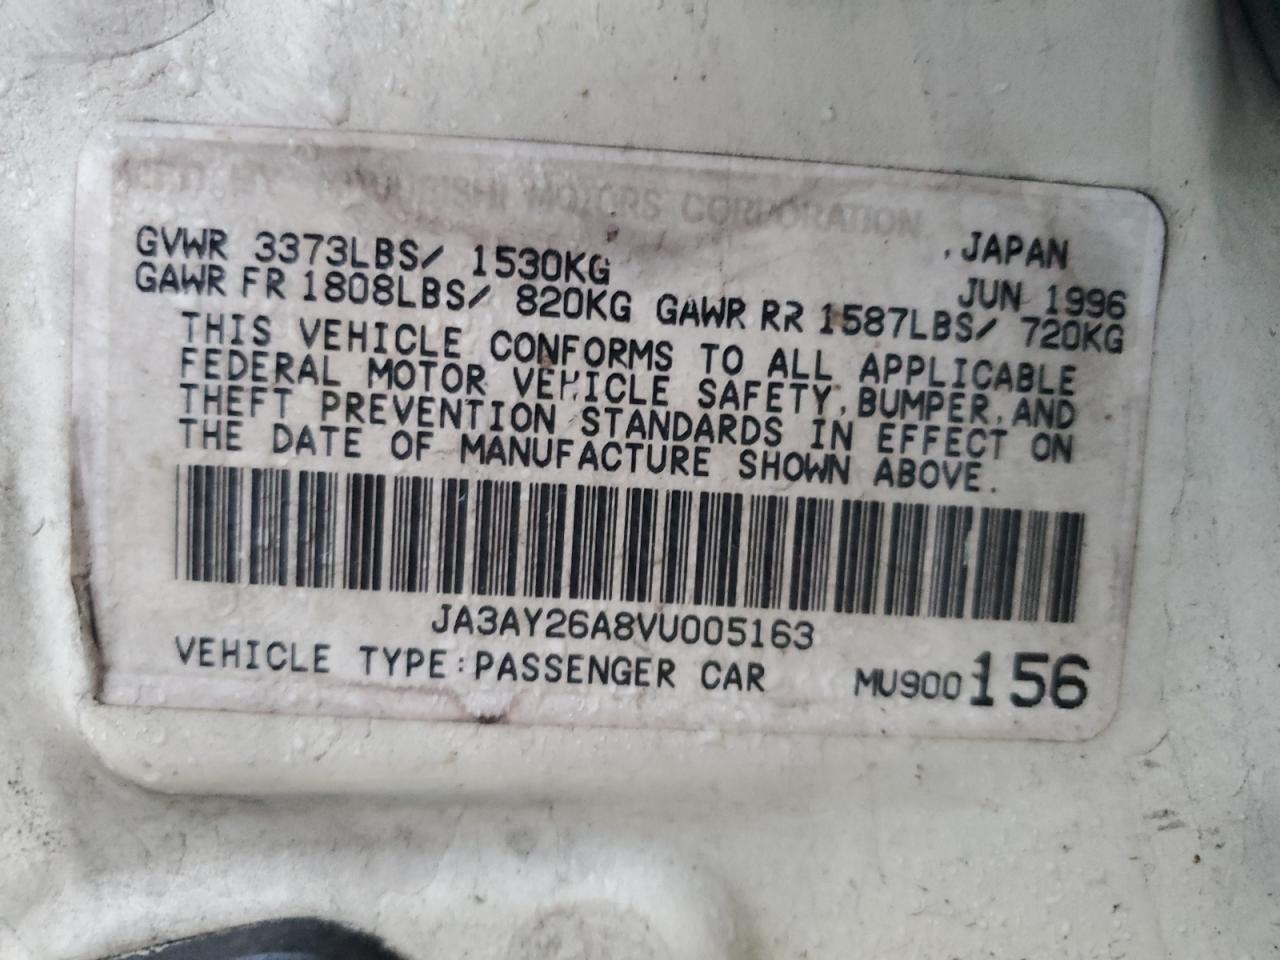 BY MITSUBISHI MOTORS CORPORATION, JAPAN
GVWR 3373LBS/ 1530KG JUN 1996
GAWR FR 1808LBS/ 820KG GAWR RR 1587LBS/ 720KG
THIS VEHICLE CONFORMS TO ALL APPLICABLE
FEDERAL MOTOR VEHICLE SAFETY, BUMPER, AND
THEFT PREVENTION STANDARDS IN EFFECT ON
THE DATE OF MANUFACTURE SHOWN ABOVE.
JA3AY26A8VU005163
VEHICLE TYPE:PASSENGER CAR MU900156